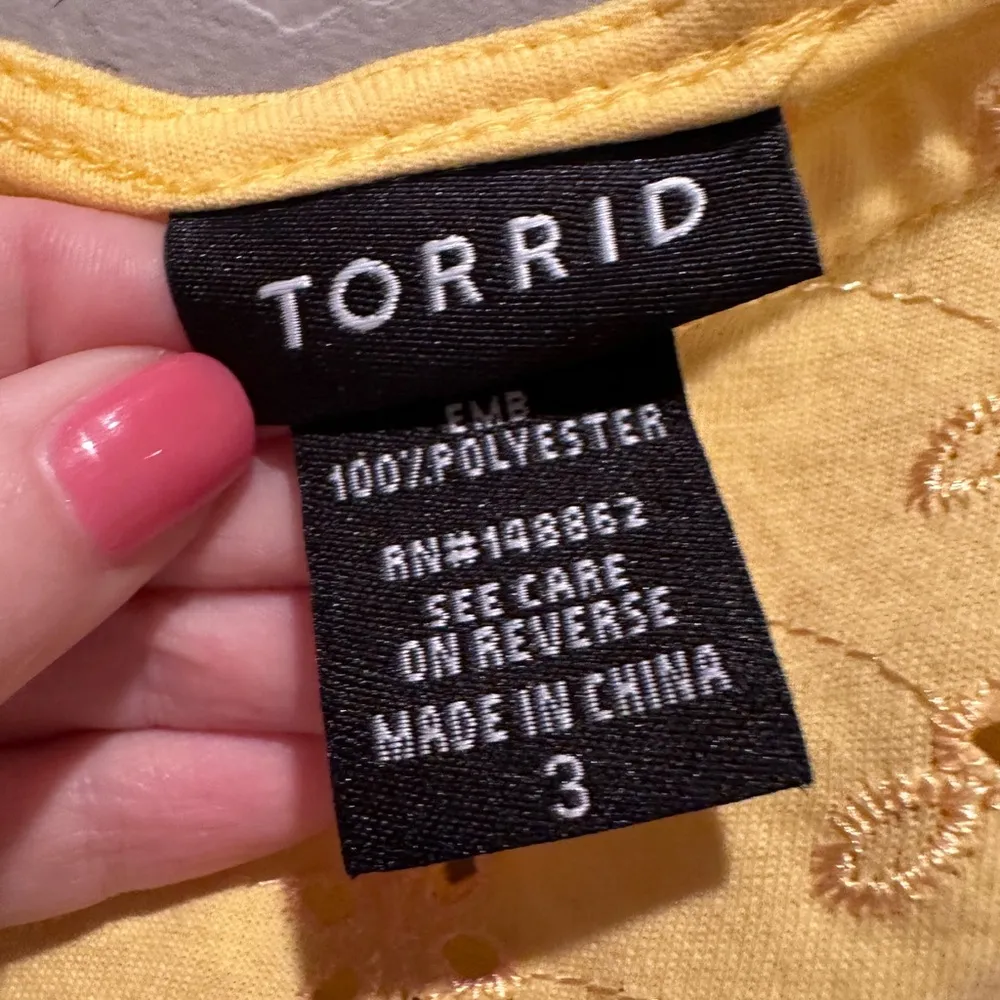 TORRID
EMB
100%POLYESTER
RN#148862
SEE CARE
ON REVERSE
MADE IN CHINA
3